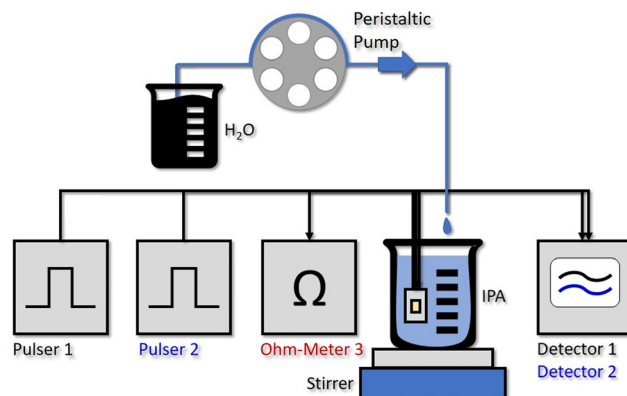 Peristaltic
Pump
H₂O
IPA
Ω
Pulser 1
Pulser 2
Ohm-Meter 3
Detector 1
Detector 2
Stirrer